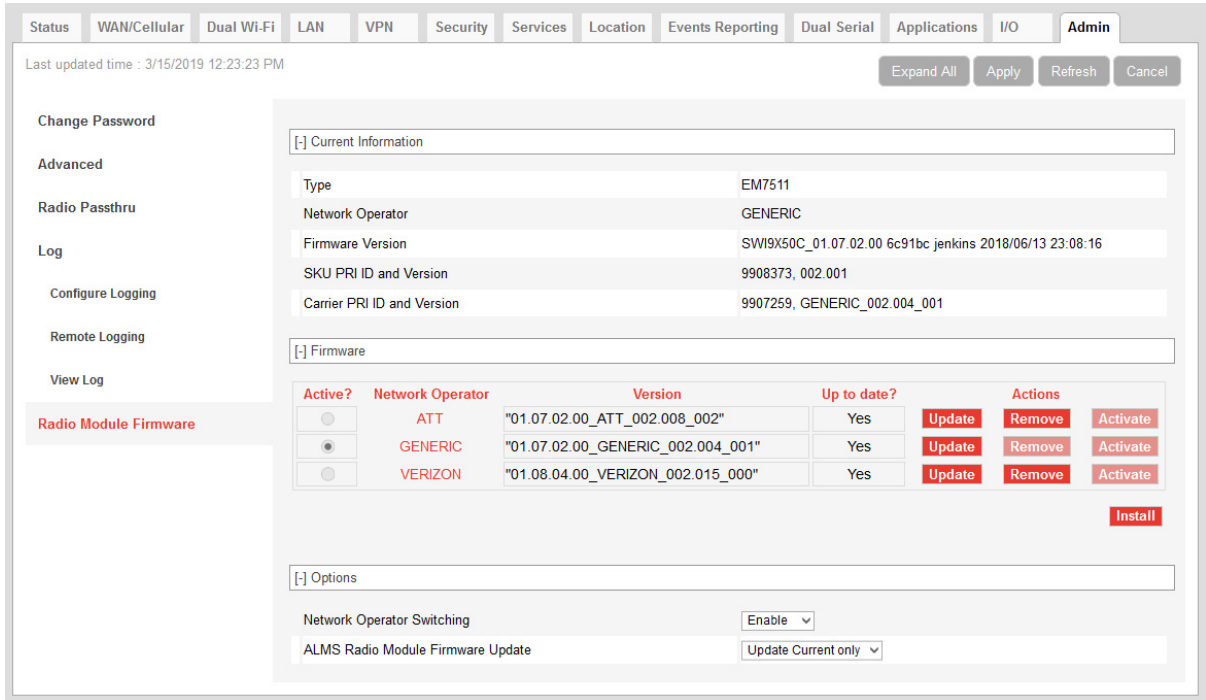 Status WAN/Cellular Dual Wi-Fi LAN VPN Security Services Location Events Reporting Dual Serial Applications I/O Admin
Last updated time : 3/15/2019 12:23:23 PM
Expand All Apply Refresh Cancel
Change Password
Advanced
Radio Passthru
Log
Configure Logging
Remote Logging
View Log
Radio Module Firmware
[-] Current Information
Type EM7511
Network Operator GENERIC
Firmware Version SWI9X50C_01.07.02.00 6c91bc jenkins 2018/06/13 23:08:16
SKU PRI ID and Version 9908373, 002.001
Carrier PRI ID and Version 9907259, GENERIC_002.004_001
[-] Firmware
Active? Network Operator Version Up to date? Actions
ATT "01.07.02.00_ATT_002.008_002" Yes Update Remove Activate
GENERIC "01.07.02.00_GENERIC_002.004_001" Yes Update Remove Activate
VERIZON "01.08.04.00_VERIZON_002.015_000" Yes Update Remove Activate
Install
[-] Options
Network Operator Switching Enable
ALMS Radio Module Firmware Update Update Current only